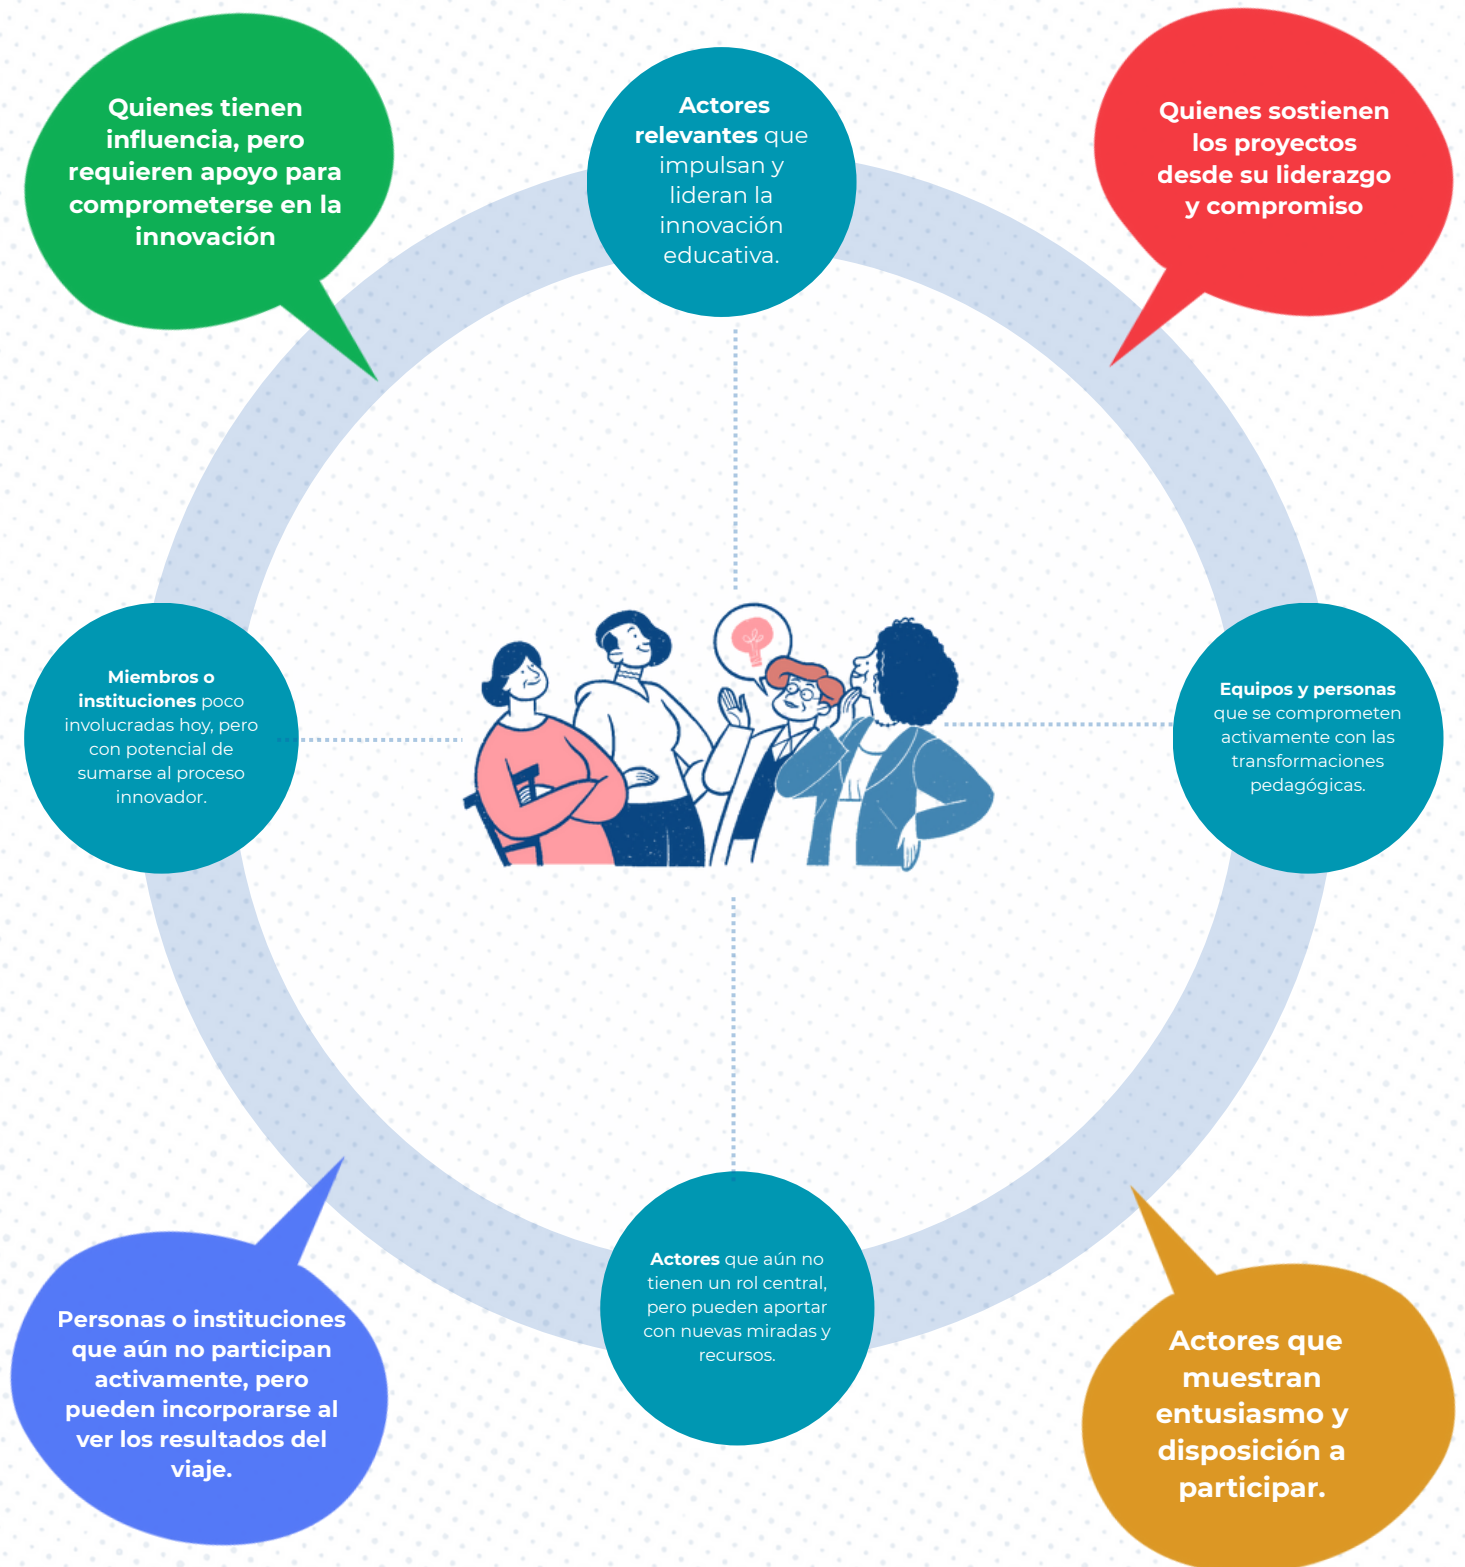 Quienes tienen
influencia, pero
requieren apoyo para
comprometerse en la
innovación
Actores
relevantes que
impulsan y
lideran la
innovación
educativa.
Quienes sostienen
los proyectos
desde su liderazgo
y compromiso
Miembros o
instituciones poco
involucradas hoy, pero
con potencial de
sumarse al proceso
innovador.
Equipos y personas
que se comprometen
activamente con las
transformaciones
pedagógicas.
Personas o instituciones
que aún no participan
activamente, pero
pueden incorporarse al
ver los resultados del
viaje.
Actores que aún no
tienen un rol central,
pero pueden aportar
con nuevas miradas y
recursos.
Actores que
muestran
entusiasmo y
disposición a
participar.